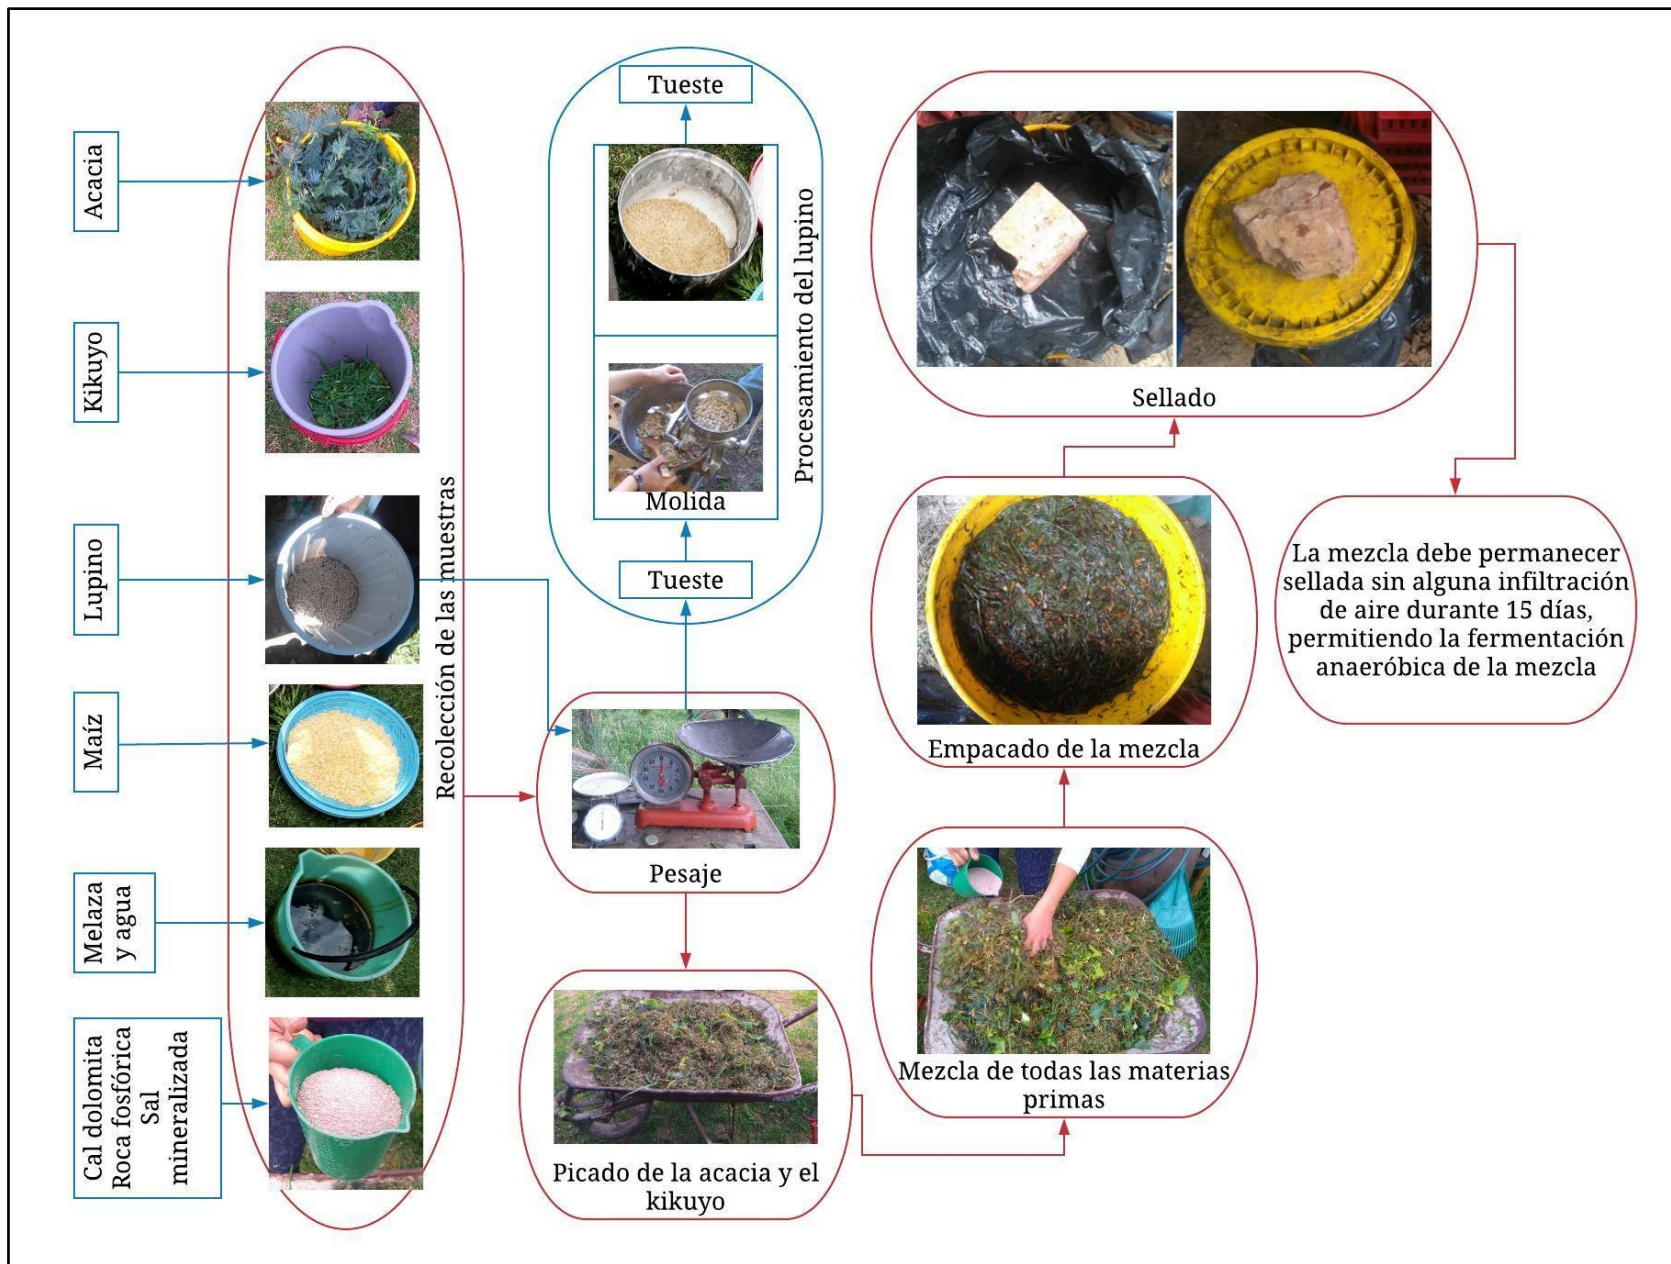 Acacia
Kikuyo
Lupino
Maíz
Melaza
y agua
Cal dolomita
Roca fosfórica
Sal
mineralizada
Recolección de las muestras
Tueste
Molida
Tueste
Procesamiento del lupino
Pesaje
Picado de la acacia y el
kikuyo
Mezcla de todas las materias
primas
Empacado de la mezcla
Sellado
La mezcla debe permanecer
sellada sin alguna infiltración
de aire durante 15 días,
permitiendo la fermentación
anaeróbica de la mezcla